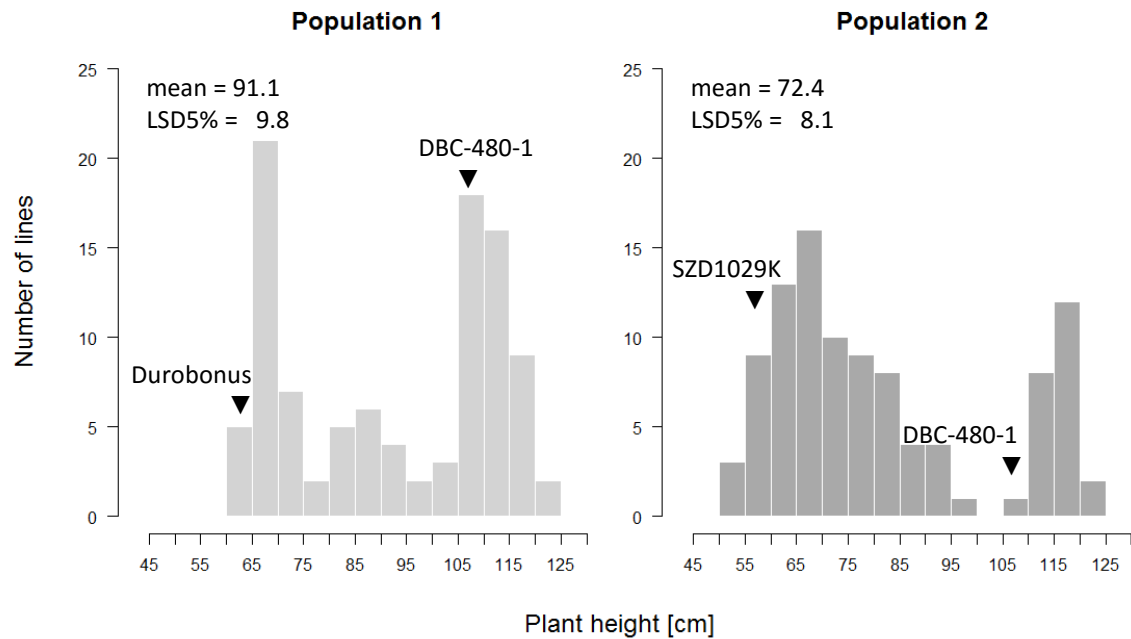 Population 1
Population 2
mean = 91.1
LSD5% = 9.8
mean = 72.4
LSD5% = 8.1
DBC-480-1
SZD1029K
Durobonus
DBC-480-1
Number of lines
25
20
15
10
5
0
25
20
15
10
5
0
45 55 65 75 85 95 105 115 125
45 55 65 75 85 95 105 115 125
Plant height [cm]